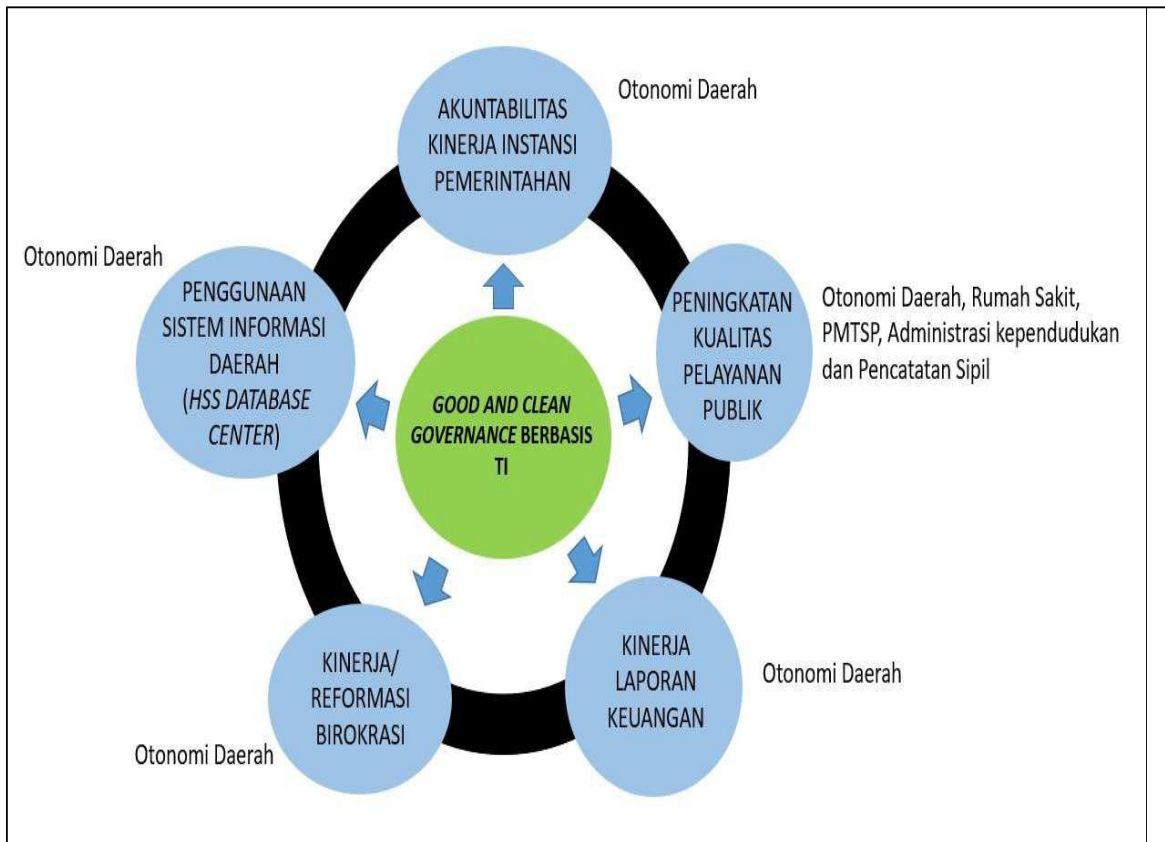 Otonomi Daerah
AKUNTABILITAS
KINERJA INSTANSI
PEMERINTAHAN
Otonomi Daerah
PENGGUNAAN
SISTEM INFORMASI
DAERAH
(HSS DATABASE
CENTER)
PENINGKATAN
KUALITAS
PELAYANAN
PUBLIK
Otonomi Daerah, Rumah Sakit,
PMTSP, Administrasi kependudukan
dan Pencatatan Sipil
GOOD AND CLEAN
GOVERNANCE BERBASIS
TI
KINERJA/
REFORMASI
BIROKRASI
Otonomi Daerah
KINERJA
LAPORAN
KEUANGAN
Otonomi Daerah